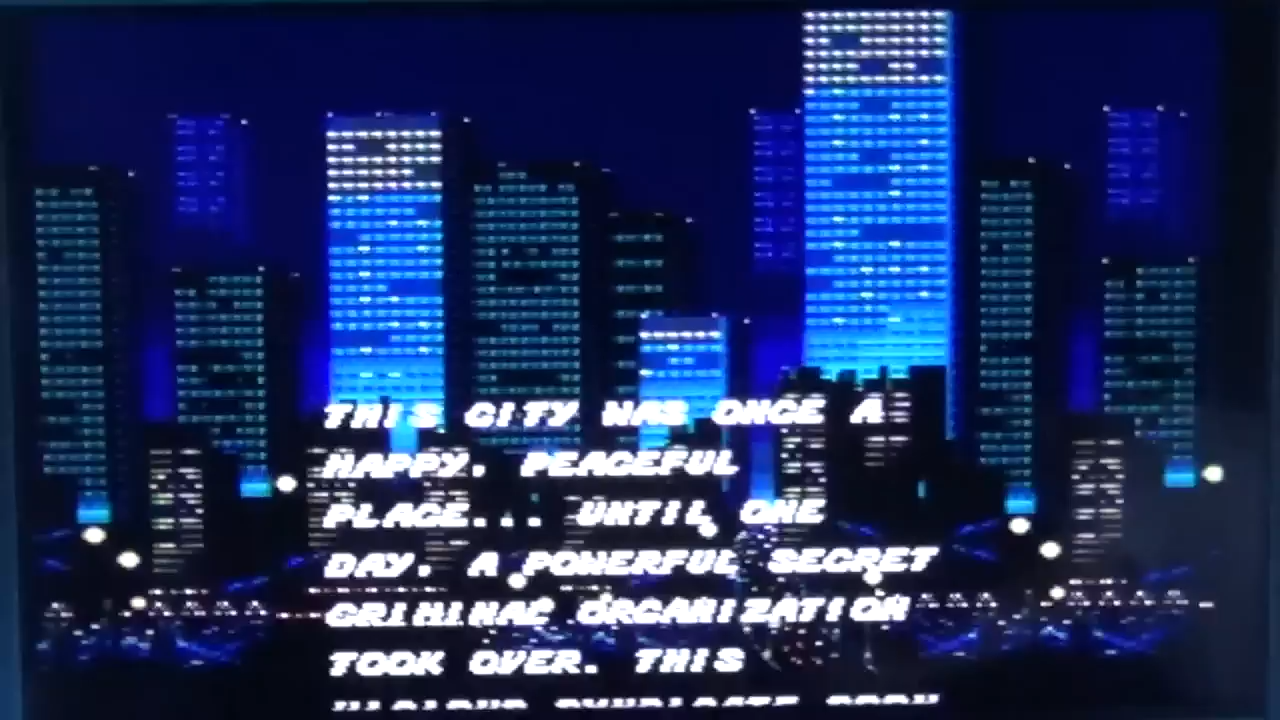 THIS CITY WAS ONCE A
HAPPY, PEACEFUL
PLACE... UNTIL ONE
DAY, A POWERFUL SECRET
CRIMINAL ORGANIZATION
TOOK OVER. THIS